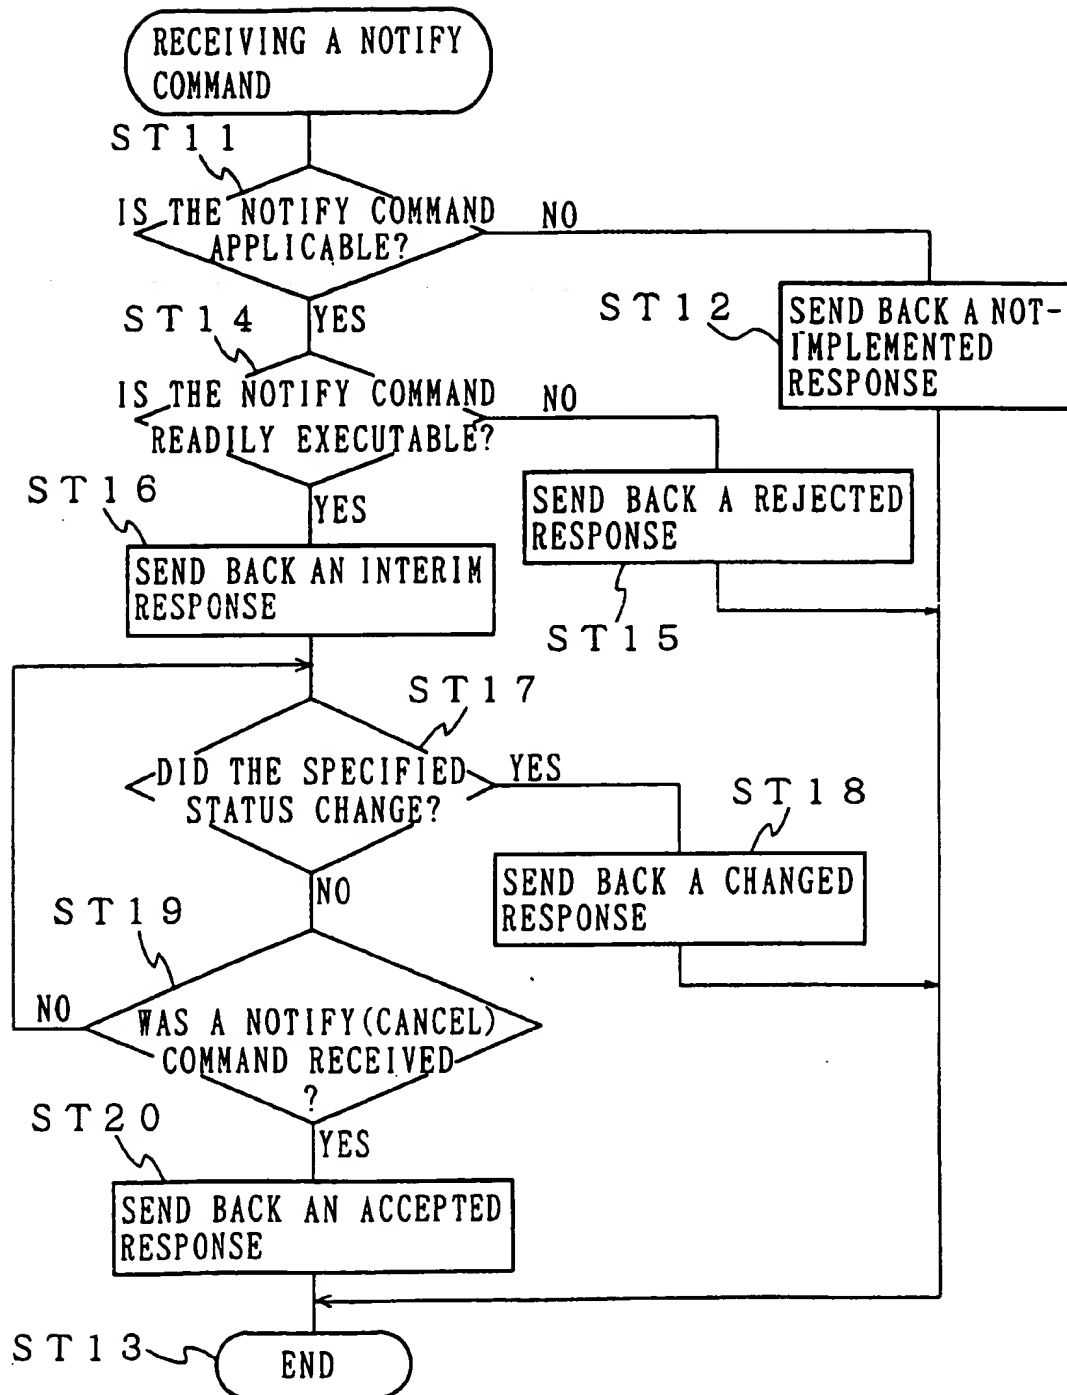 RECEIVING A NOTIFY
COMMAND
ST11
IS THE NOTIFY COMMAND
APPLICABLE?
NO
YES
ST12
SEND BACK A NOT-
IMPLEMENTED
RESPONSE
ST14
IS THE NOTIFY COMMAND
READILY EXECUTABLE?
NO
YES
SEND BACK A REJECTED
RESPONSE
ST15
ST16
SEND BACK AN INTERIM
RESPONSE
ST17
DID THE SPECIFIED
STATUS CHANGE?
YES
NO
ST18
SEND BACK A CHANGED
RESPONSE
ST19
NO
WAS A NOTIFY(CANCEL)
COMMAND RECEIVED
?
YES
ST20
SEND BACK AN ACCEPTED
RESPONSE
ST13
END